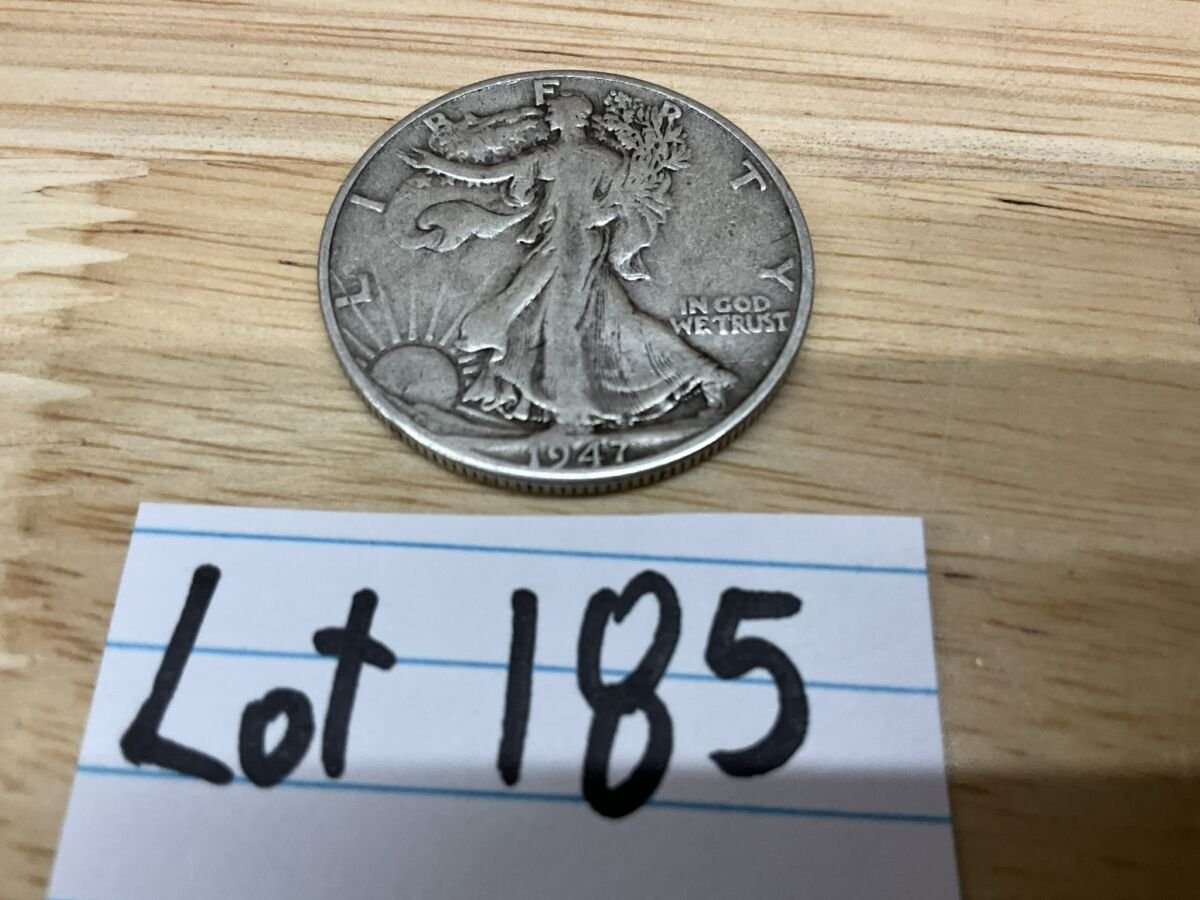 LIBERTY
IN GOD
WE TRUST
1947
Lot 185